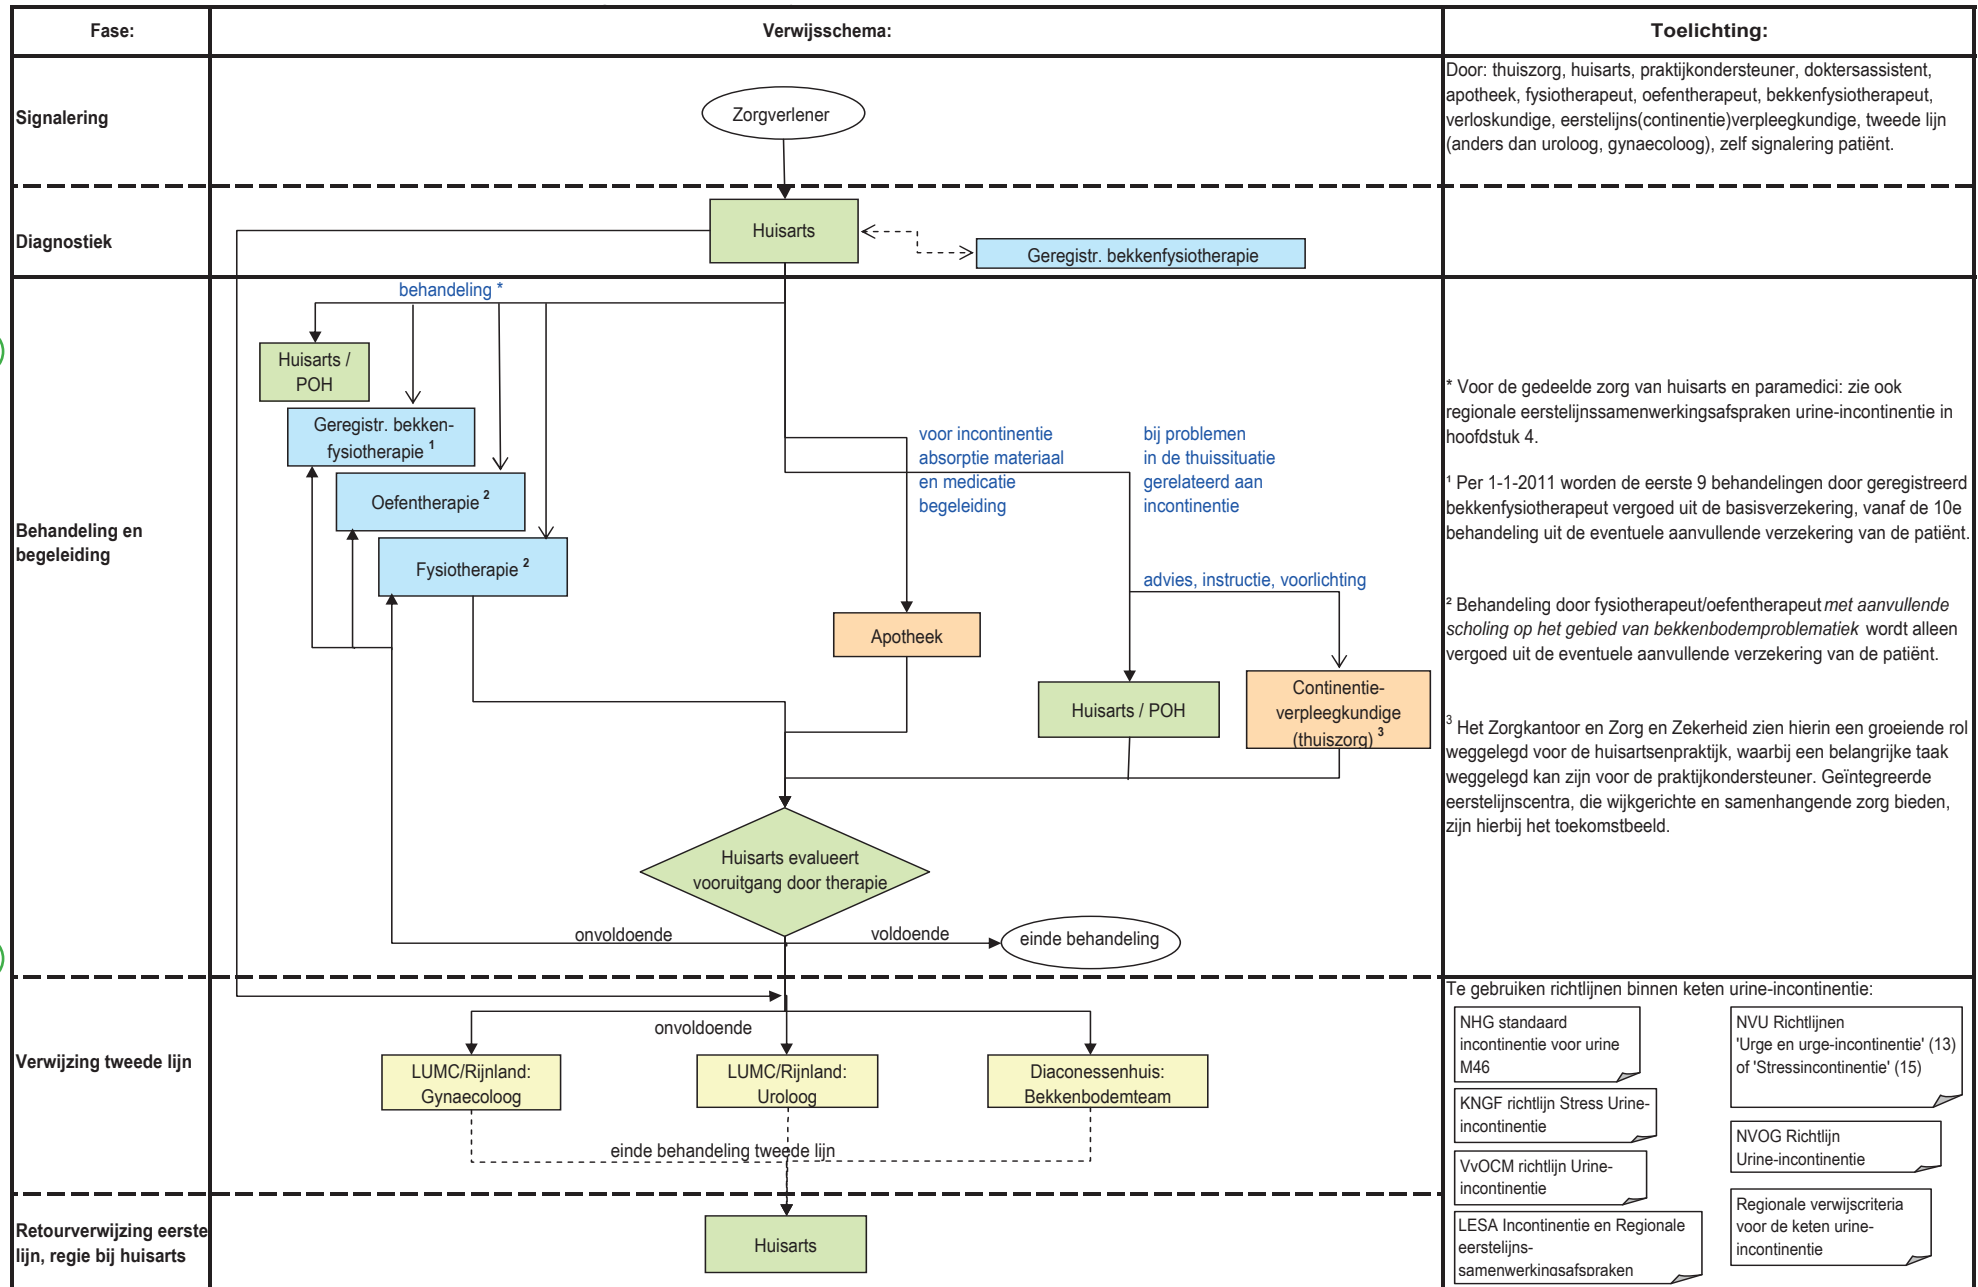 Fase:
Verwijsschema:
Toelichting:
Signalering
Zorgverlener
Door: thuiszorg, huisarts, praktijkondersteuner, doktersassistent,
apotheek, fysiotherapeut, oefentherapeut, bekkenfysiotherapeut,
verloskundige, eerstelijns(continentie)verpleegkundige, tweede lijn
(anders dan uroloog, gynaecoloog), zelf signalering patiënt.
Diagnostiek
Huisarts
Geregistr. bekkenfysiotherapie
Behandeling en
begeleiding
behandeling *
Huisarts /
POH
Geregistr. bekken-
fysiotherapie ¹
Oefentherapie ²
Fysiotherapie ²
voor incontinentie
absorptie materiaal
en medicatie
begeleiding
bij problemen
in de thuissituatie
gerelateerd aan
incontinentie
advies, instructie, voorlichting
Apotheek
Huisarts / POH
Continentie-
verpleegkundige
(thuiszorg) ³
Huisarts evalueert
vooruitgang door therapie
onvoldoende
voldoende
einde behandeling
* Voor de gedeelde zorg van huisarts en paramedici: zie ook
regionale eerstelijnssamenwerkingsafspraken urine-incontinentie in
hoofdstuk 4.
¹ Per 1-1-2011 worden de eerste 9 behandelingen door geregistreerd
bekkenfysiotherapeut vergoed uit de basisverzekering, vanaf de 10e
behandeling uit de eventuele aanvullende verzekering van de patiënt.
² Behandeling door fysiotherapeut/oefentherapeut met aanvullende
scholing op het gebied van bekkenbodemproblematiek wordt alleen
vergoed uit de eventuele aanvullende verzekering van de patiënt.
³ Het Zorgkantoor en Zorg en Zekerheid zien hierin een groeiende rol
weggelegd voor de huisartsenpraktijk, waarbij een belangrijke taak
weggelegd kan zijn voor de praktijkondersteuner. Geïntegreerde
eerstelijnscentra, die wijkgerichte en samenhangende zorg bieden,
zijn hierbij het toekomstbeeld.
Verwijzing tweede lijn
onvoldoende
LUMC/Rijnland:
Gynaecoloog
LUMC/Rijnland:
Uroloog
Diaconessenhuis:
Bekkenbodemteam
einde behandeling tweede lijn
Te gebruiken richtlijnen binnen keten urine-incontinentie:
NHG standaard
incontinentie voor urine
M46
KNGF richtlijn Stress Urine-
incontinentie
VvOCM richtlijn Urine-
incontinentie
LESA Incontinentie en Regionale
eerstelijns-
samenwerkingsafspraken
NVU Richtlijnen
'Urge en urge-incontinentie' (13)
of 'Stressincontinentie' (15)
NVOG Richtlijn
Urine-incontinentie
Regionale verwijscriteria
voor de keten urine-
incontinentie
Retourverwijzing eerste
lijn, regie bij huisarts
Huisarts